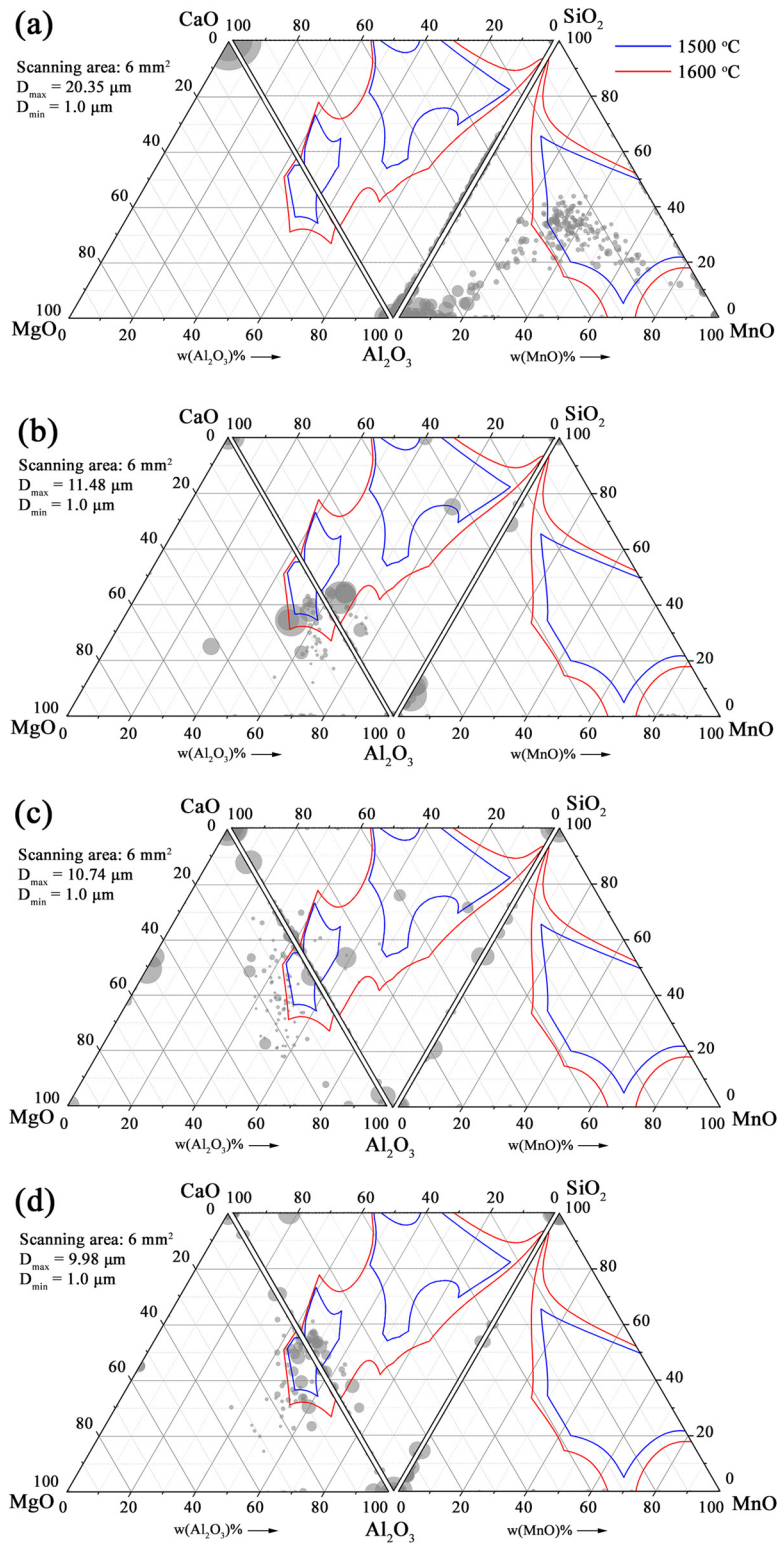 (a)
CaO 100 80 60 40 20 0 SiO2
0 100
Scanning area: 6 mm2
Dmax = 20.35 μm
Dmin = 1.0 μm
1500 °C
1600 °C
20 80
40 60
60 40
80 20
100 0
MgO 0 20 40 60 80 100 0 20 40 60 80 100 MnO
w(Al2O3)% Al2O3 w(MnO)%
(b)
CaO 100 80 60 40 20 0 SiO2
0 100
Scanning area: 6 mm2
Dmax = 11.48 μm
Dmin = 1.0 μm
20 80
40 60
60 40
80 20
100 0
MgO 0 20 40 60 80 100 0 20 40 60 80 100 MnO
w(Al2O3)% Al2O3 w(MnO)%
(c)
CaO 100 80 60 40 20 0 SiO2
0 100
Scanning area: 6 mm2
Dmax = 10.74 μm
Dmin = 1.0 μm
20 80
40 60
60 40
80 20
100 0
MgO 0 20 40 60 80 100 0 20 40 60 80 100 MnO
w(Al2O3)% Al2O3 w(MnO)%
(d)
CaO 100 80 60 40 20 0 SiO2
0 100
Scanning area: 6 mm2
Dmax = 9.98 μm
Dmin = 1.0 μm
20 80
40 60
60 40
80 20
100 0
MgO 0 20 40 60 80 100 0 20 40 60 80 100 MnO
w(Al2O3)% Al2O3 w(MnO)%